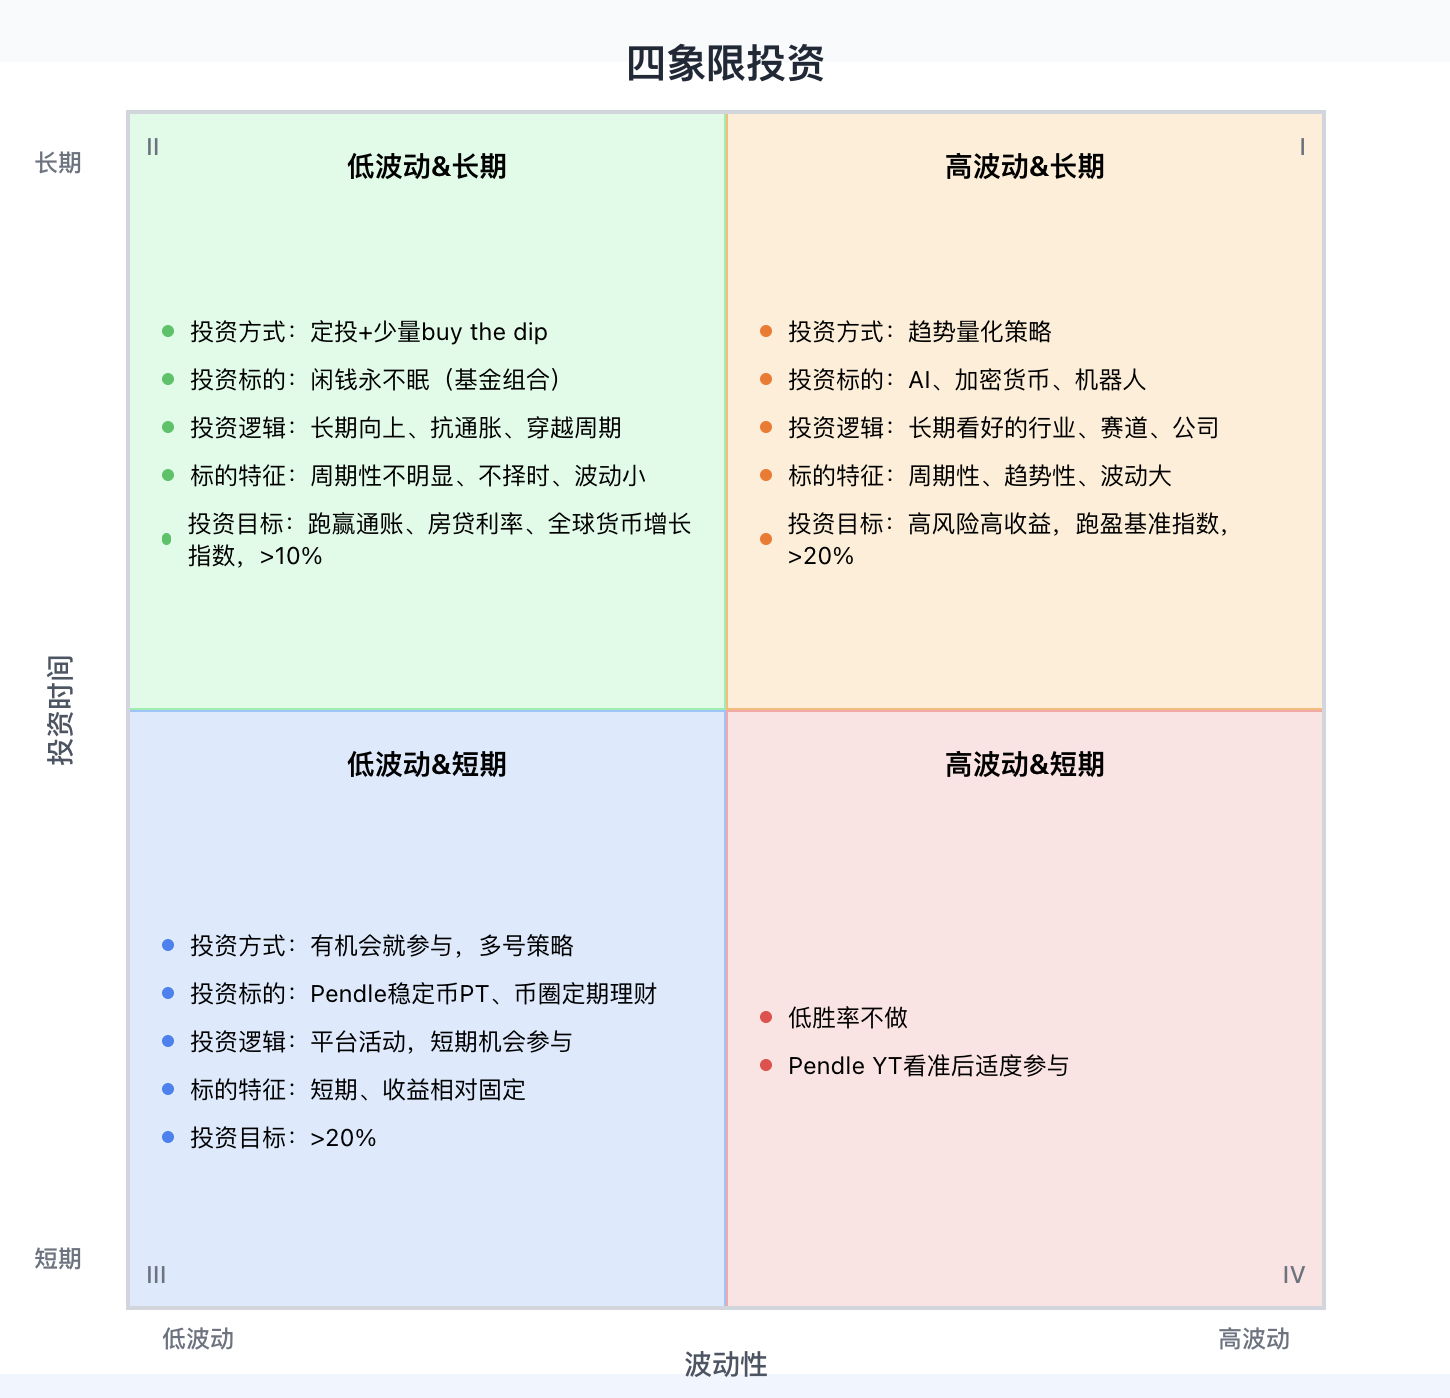 四象限投资
长期
II
低波动&长期
投资方式：定投+少量buy the dip
投资标的：闲钱永不眠（基金组合）
投资逻辑：长期向上、抗通胀、穿越周期
标的特征：周期性不明显、不择时、波动小
投资目标：跑赢通账、房贷利率、全球货币增长
指数，>10%
I
高波动&长期
投资方式：趋势量化策略
投资标的：AI、加密货币、机器人
投资逻辑：长期看好的行业、赛道、公司
标的特征：周期性、趋势性、波动大
投资目标：高风险高收益，跑盈基准指数，
>20%
投资时间
低波动&短期
投资方式：有机会就参与，多号策略
投资标的：Pendle稳定币PT、币圈定期理财
投资逻辑：平台活动，短期机会参与
标的特征：短期、收益相对固定
投资目标：>20%
III
高波动&短期
低胜率不做
Pendle YT看准后适度参与
IV
短期
低波动
波动性
高波动